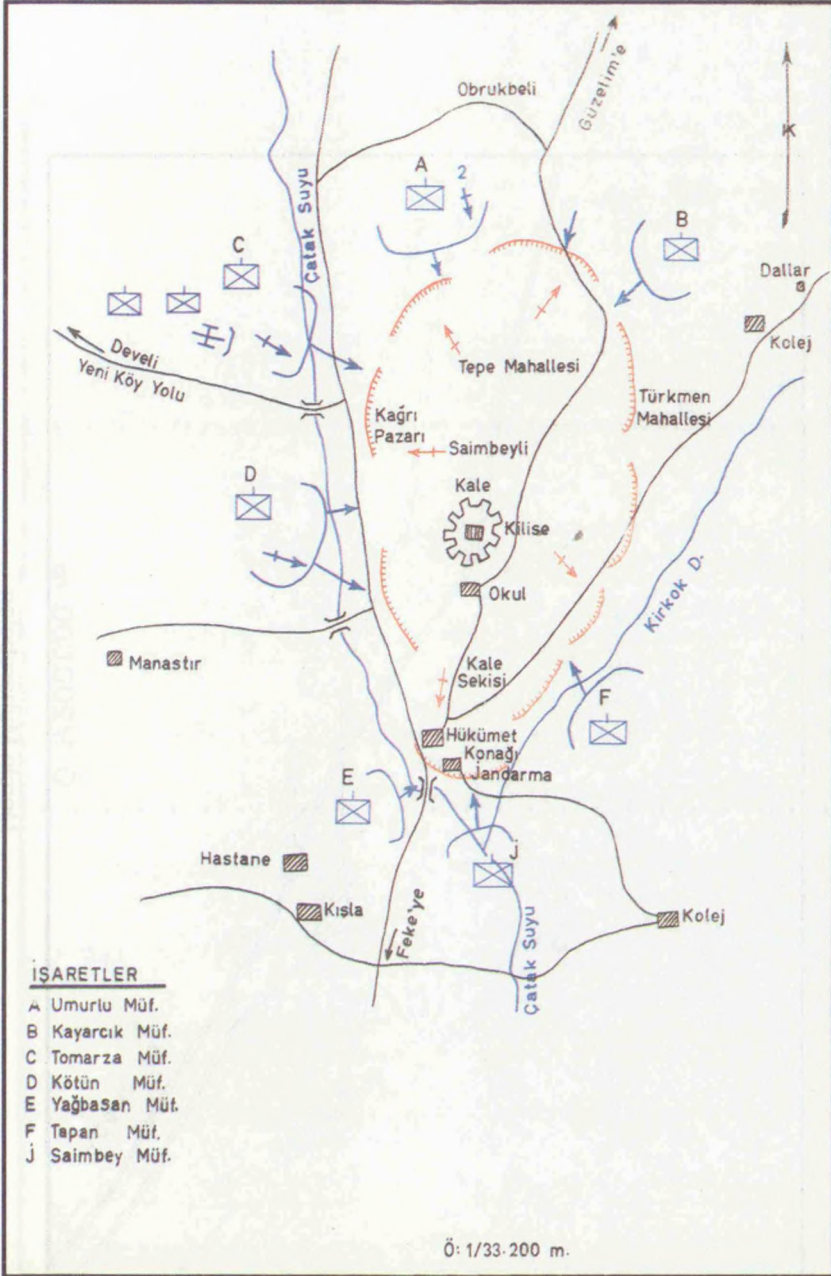 Obrukbeli
Güzelim'e
K
A
2
B
Çatak Suyu
C
Dallar
Kolej
Develi
Yeni Köy Yolu
Tepe Mahallesi
Türkmen
Mahallesi
Kağrı
Pazarı
Saimbeyli
D
Kale
Kilise
Okul
Kirkok D.
Manastır
Kale
Sekisi
F
Hükümet
Konağı
Jandarma
E
J
Hastane
Kışla
Feke'ye
Kolej
Çatak Suyu
İŞARETLER
A Umurlu Müf.
B Kayarcık Müf.
C Tomarza Müf.
D Kötün Müf.
E Yağbasan Müf.
F Tapan Müf.
J Saimbey Müf.
Ö: 1/33.200 m.